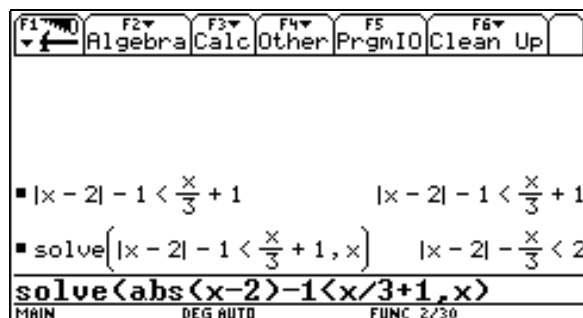 F1 F2 F3 F4 F5 F6
Algebra Calc Other PrgmIO Clean Up
▪ |x - 2| - 1 < x/3 + 1 |x - 2| - 1 < x/3 + 1
▪ solve(|x - 2| - 1 < x/3 + 1, x) |x - 2| - x/3 < 2
solve(abs(x-2)-1<x/3+1,x)
MAIN DEG AUTO FUNC 2/30